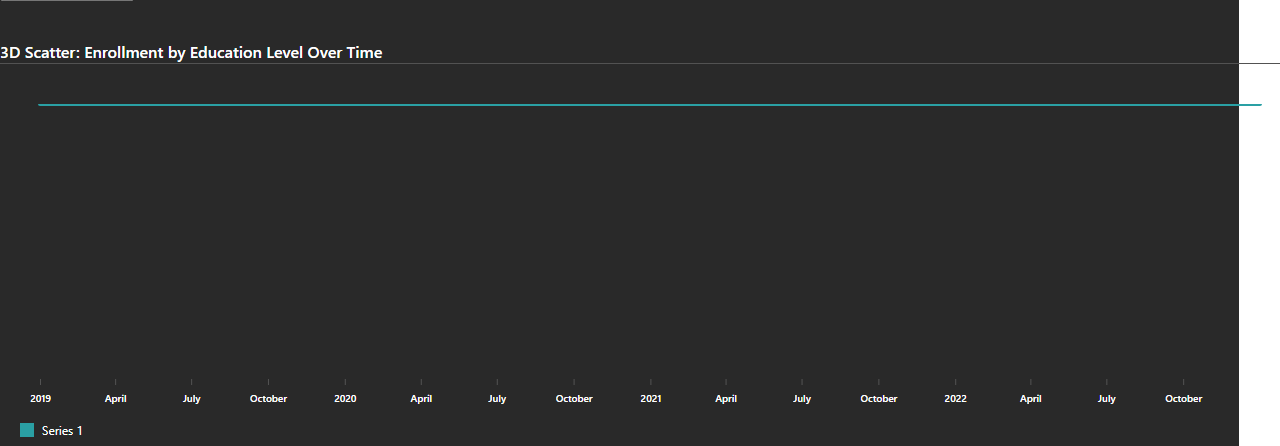 3D Scatter: Enrollment by Education Level Over Time
2019 April July October 2020 April July October 2021 April July October 2022 April July October
Series 1